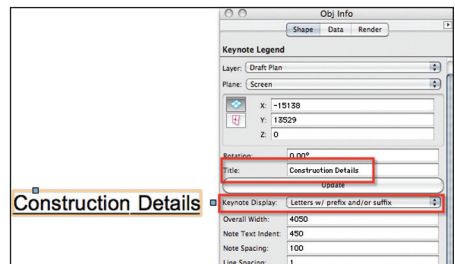 Obj Info
Shape Data Render
Keynote Legend
Layer: Draft Plan
Plane: Screen
X: -15138
Y: 13529
Z: 0
Rotation: 0.00°
Title: Construction Details
Update
Construction Details
Keynote Display: Letters w/ prefix and/or suffix
Overall Width: 4050
Note Text Indent: 450
Note Spacing: 100
Line Spacing: 1